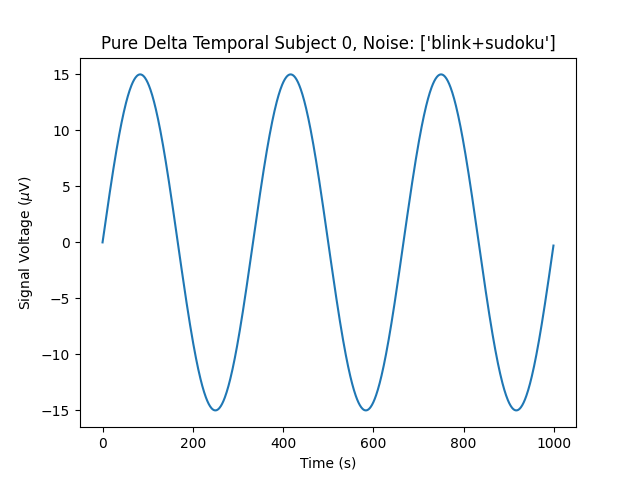 Pure Delta Temporal Subject 0, Noise: ['blink+sudoku']
15
10
5
0
−5
−10
−15
Signal Voltage (μV)
0 200 400 600 800 1000
Time (s)